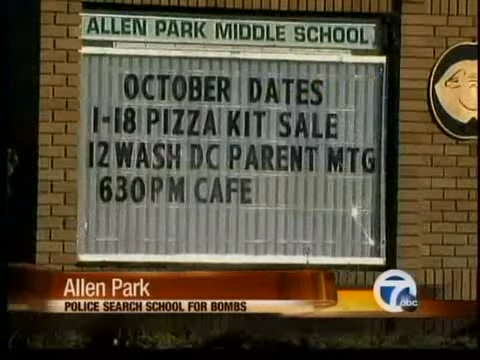 ALLEN PARK MIDDLE SCHOOL
OCTOBER DATES
1-18 PIZZA KIT SALE
12 WASH DC PARENT MTG
630PM CAFE
Allen Park
POLICE SEARCH SCHOOL FOR BOMBS
7 abc